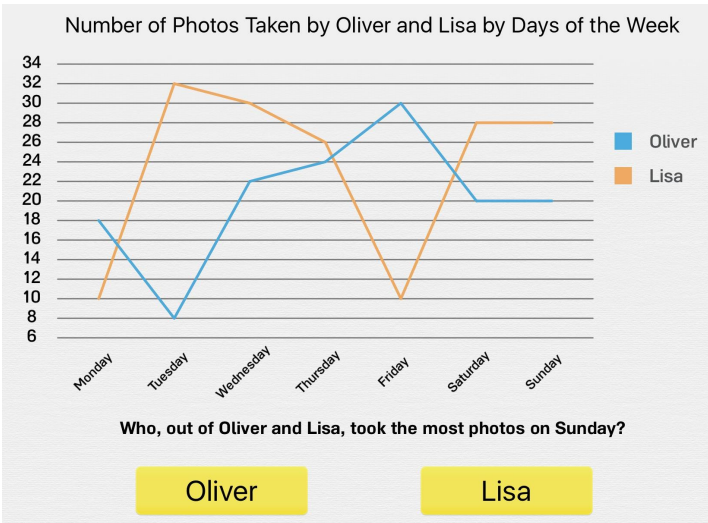 Number of Photos Taken by Oliver and Lisa by Days of the Week
34
32
30
28
26
24
22
20
18
16
14
12
10
8
6
Oliver
Lisa
Monday
Tuesday
Wednesday
Thursday
Friday
Saturday
Sunday
Who, out of Oliver and Lisa, took the most photos on Sunday?
Oliver
Lisa